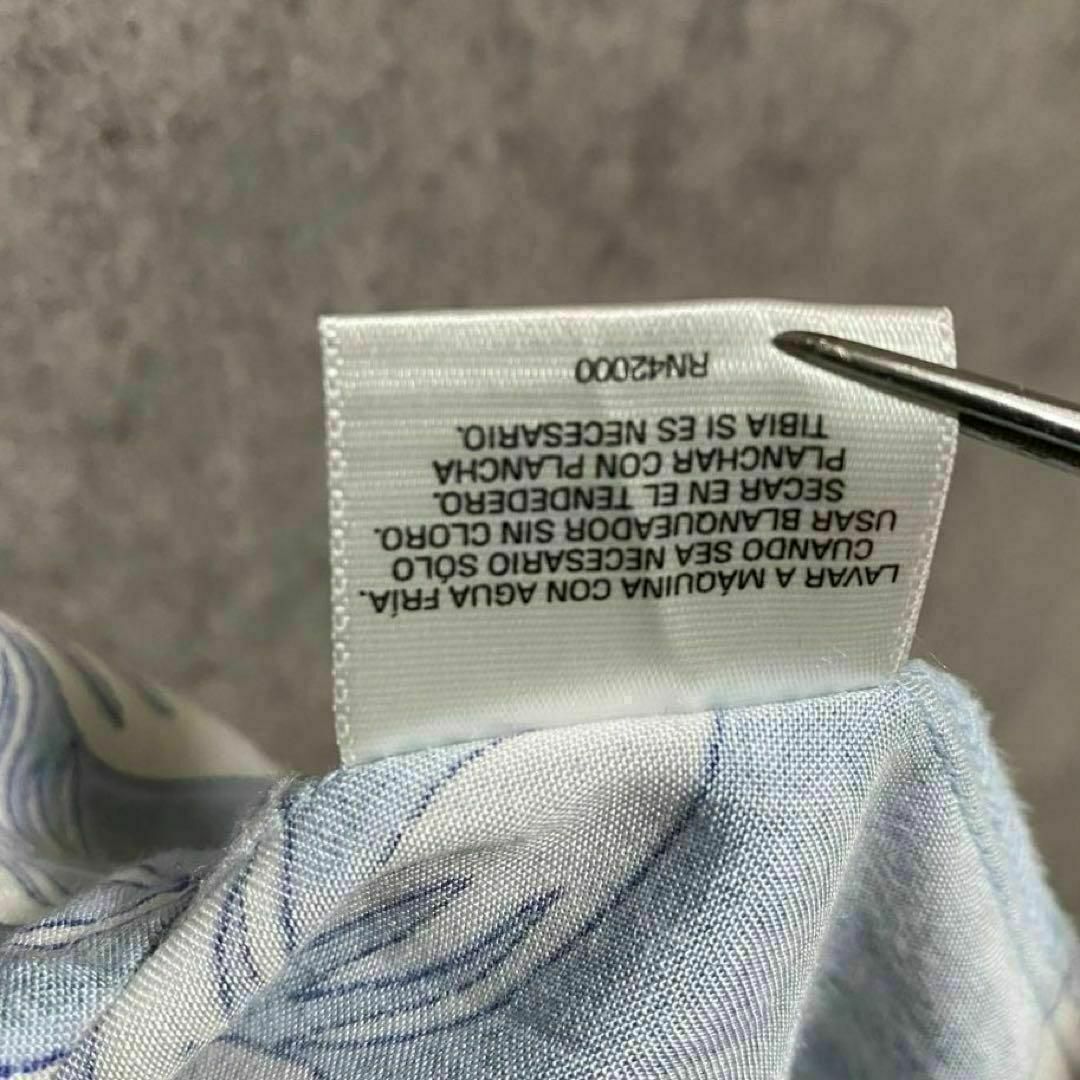 LAVAR A MÁQUINA CON AGUA FRÍA.
CUANDO SEA NECESARIO SÓLO
USAR BLANQUEADOR SIN CLORO.
SECAR EN EL TENDEDERO.
PLANCHAR CON PLANCHA
TIBIA SI ES NECESARIO.
RN42000